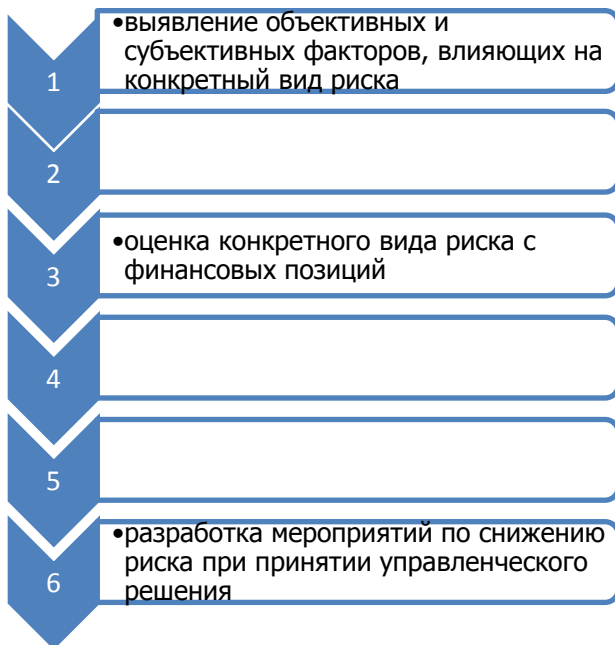 •выявление объективных и
субъективных факторов, влияющих на
конкретный вид риска
1
2
•оценка конкретного вида риска с
финансовых позиций
3
4
5
•разработка мероприятий по снижению
риска при принятии управленческого
решения
6